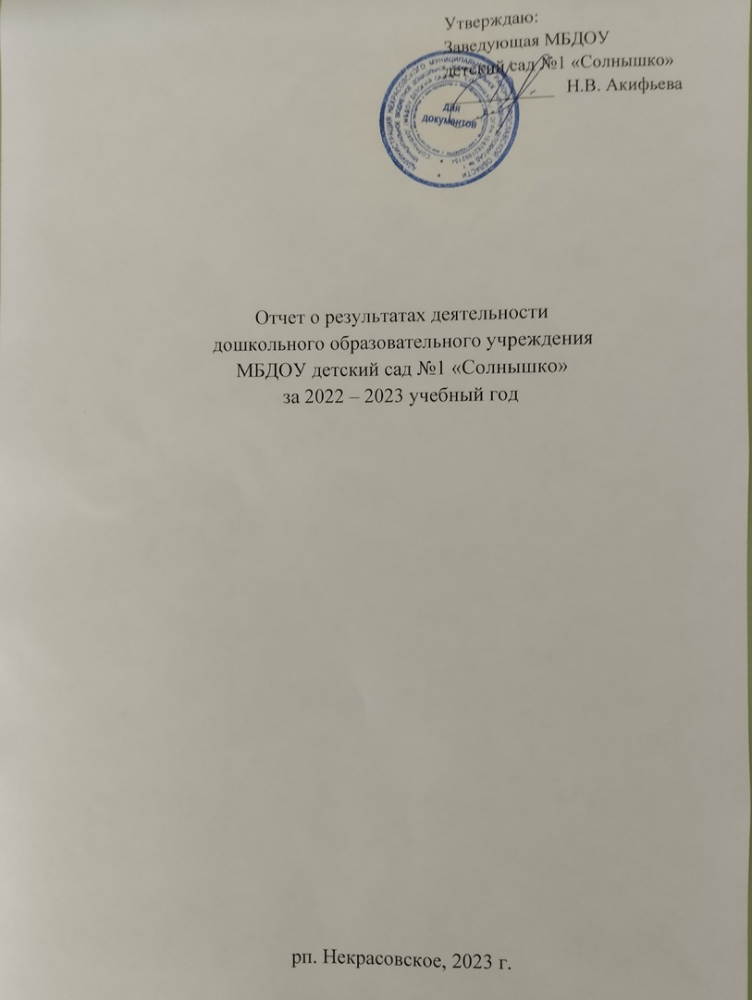 Утверждаю:
Заведующая МБДОУ
детский сад №1 «Солнышко»
Н.В. Акифьева
для
документов
Отчет о результатах деятельности
дошкольного образовательного учреждения
МБДОУ детский сад №1 «Солнышко»
за 2022 – 2023 учебный год
рп. Некрасовское, 2023 г.